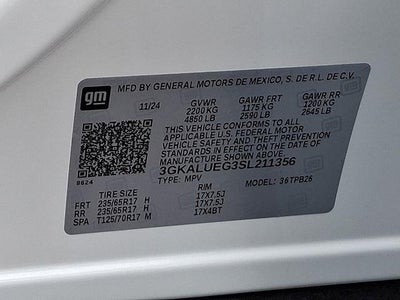 gm
MFD BY GENERAL MOTORS DE MEXICO, S. DE R.L. DE C.V.
11/24 GVWR GAWR FRT GAWR RR
2200 KG 1175 KG 1200 KG
4850 LB 2590 LB 2645 LB
THIS VEHICLE CONFORMS TO ALL
APPLICABLE U.S. FEDERAL MOTOR
VEHICLE SAFETY AND THEFT
PREVENTION STANDARDS IN EFFECT ON
THE DATE OF MANUFACTURE SHOWN ABOVE.
3GKALUEG3SL211356
TYPE: MPV MODEL: 36TPB26
8624
TIRE SIZE RIM
FRT 235/65R17 H 17X7.5J
RR 235/65R17 H 17X7.5J
SPA T125/70R17 M 17X4BT